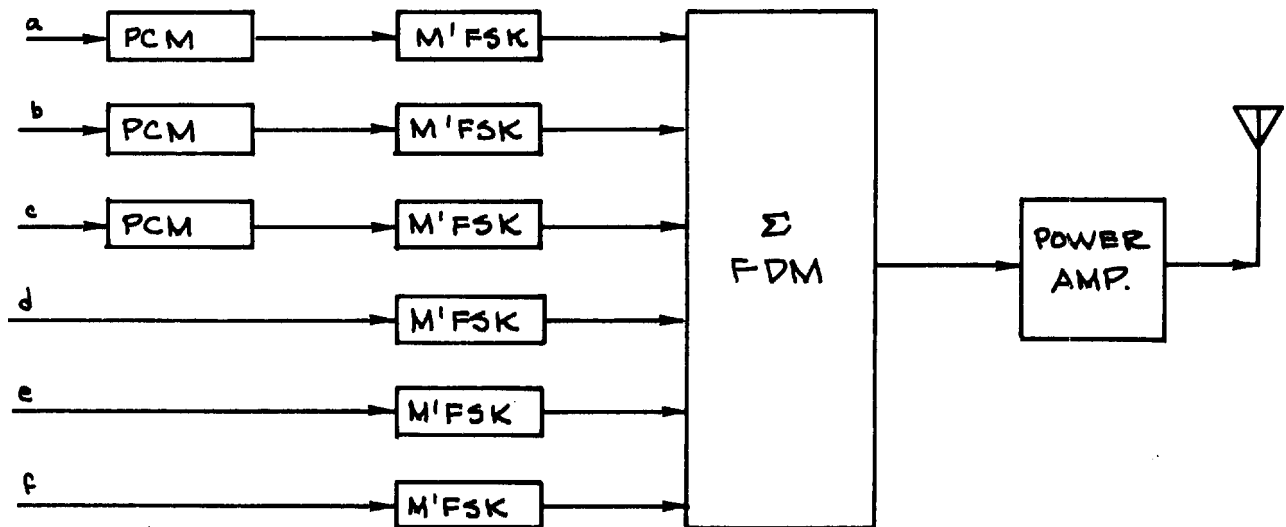 a
PCM
M'FSK
b
PCM
M'FSK
c
PCM
M'FSK
d
M'FSK
e
M'FSK
f
M'FSK
Σ
FDM
POWER
AMP.